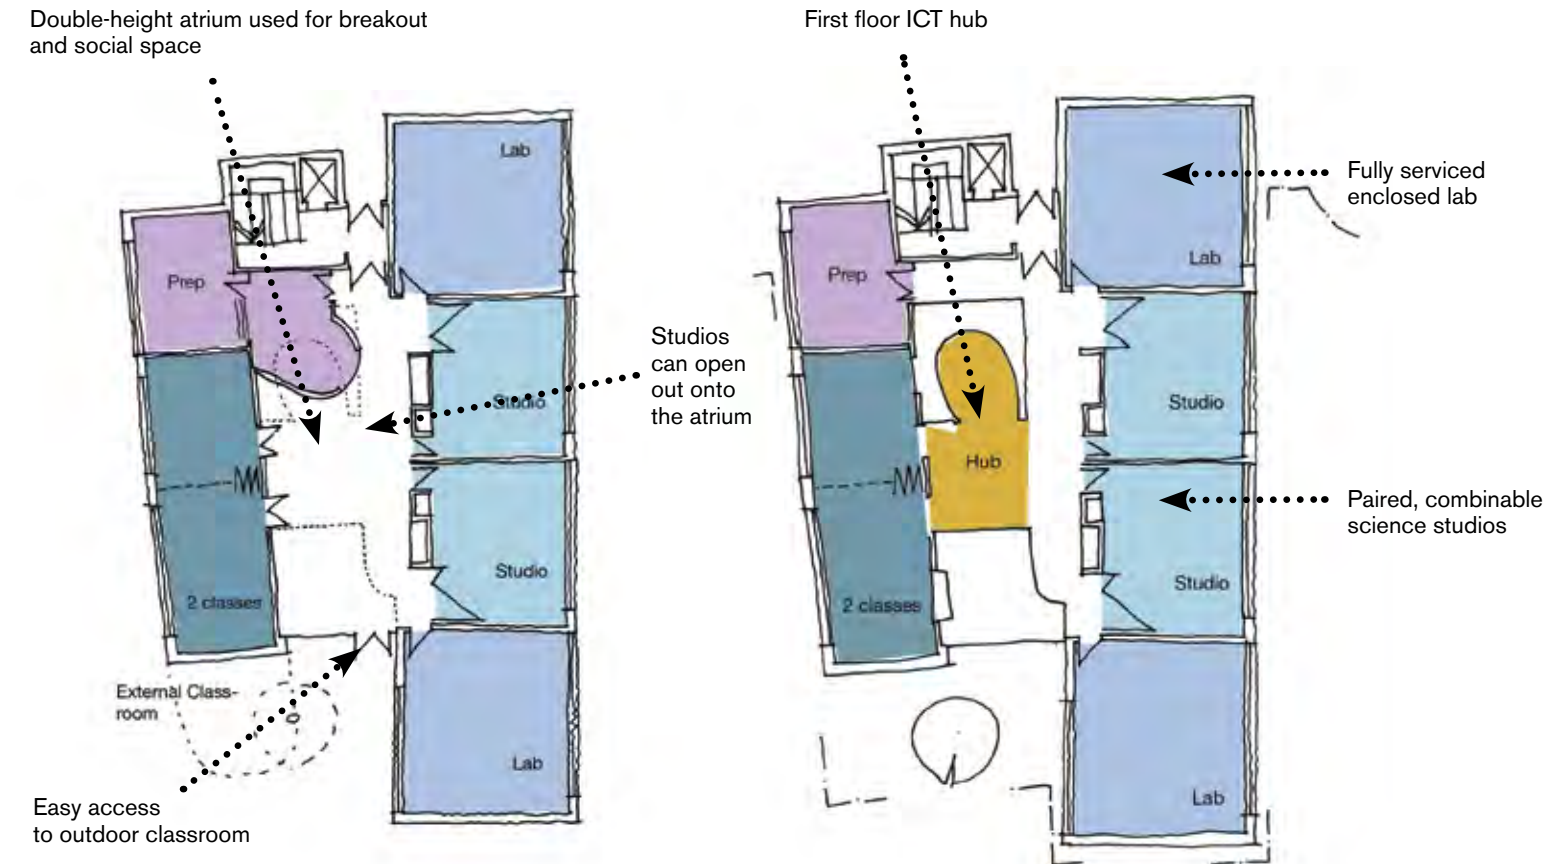 Double-height atrium used for breakout
and social space
First floor ICT hub
Lab
Prep
Studio
Studio
2 classes
External Class-
room
Lab
Easy access
to outdoor classroom
Studios
can open
out onto
the atrium
Lab
Prep
Studio
Hub
Studio
2 classes
Lab
Fully serviced
enclosed lab
Paired, combinable
science studios